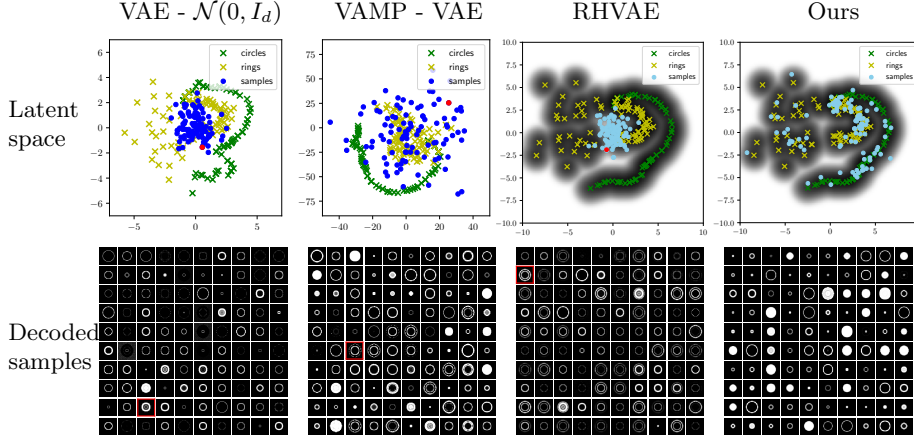 VAE - N(0, I_d)
VAMP - VAE
RHVAE
Ours
Latent
space
6
4
2
0
−2
−4
−6
−5
0
5
circles
rings
samples
75
50
25
0
−25
−50
−75
−40
−20
0
20
40
circles
rings
samples
10.0
7.5
5.0
2.5
0.0
−2.5
−5.0
−7.5
−10.0
−10
−5
0
5
10
circles
rings
samples
10.0
7.5
5.0
2.5
0.0
−2.5
−5.0
−7.5
−10.0
−10
−5
0
5
10
circles
rings
samples
Decoded
samples